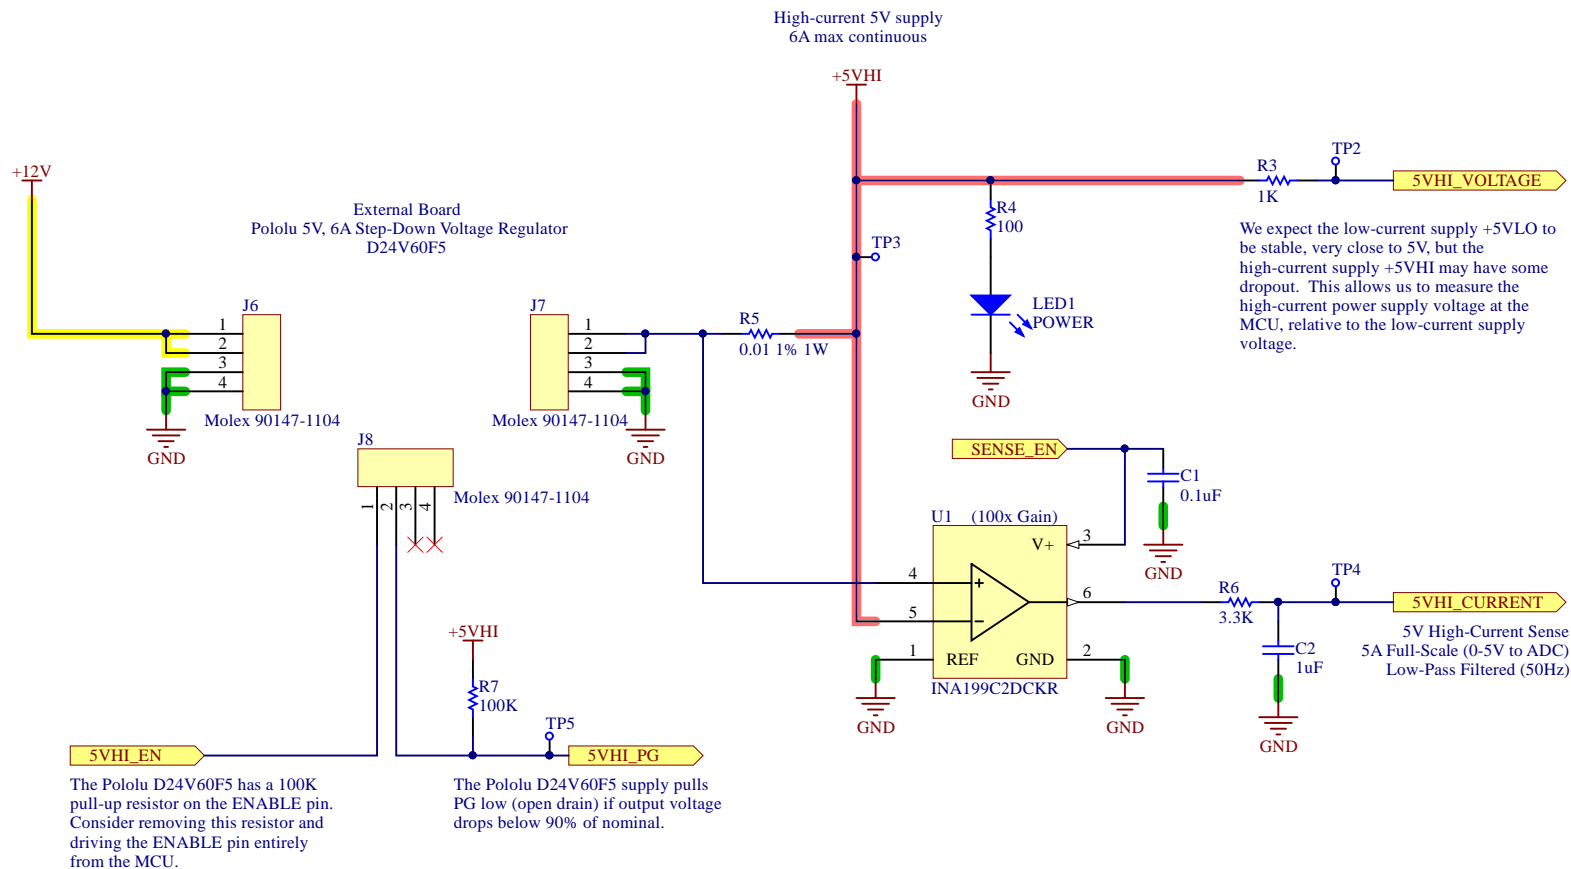 High-current 5V supply
6A max continuous
+5VHI
+12V
External Board
Pololu 5V, 6A Step-Down Voltage Regulator
D24V60F5
TP2
R3
1K
5VHI_VOLTAGE
We expect the low-current supply +5VLO to
be stable, very close to 5V, but the
high-current supply +5VHI may have some
dropout. This allows us to measure the
high-current power supply voltage at the
MCU, relative to the low-current supply
voltage.
R4
100
TP3
LED1
POWER
GND
J6
1
2
3
4
Molex 90147-1104
GND
J7
1
2
3
4
Molex 90147-1104
GND
R5
0.01 1% 1W
J8
1
2
3
4
Molex 90147-1104
SENSE_EN
C1
0.1uF
GND
U1 (100x Gain)
V+
3
4
+
5
-
6
1
REF
GND
2
INA199C2DCKR
GND
GND
R6
3.3K
TP4
5VHI_CURRENT
5V High-Current Sense
5A Full-Scale (0-5V to ADC)
Low-Pass Filtered (50Hz)
C2
1uF
GND
+5VHI
R7
100K
TP5
5VHI_EN
5VHI_PG
The Pololu D24V60F5 has a 100K
pull-up resistor on the ENABLE pin.
Consider removing this resistor and
driving the ENABLE pin entirely
from the MCU.
The Pololu D24V60F5 supply pulls
PG low (open drain) if output voltage
drops below 90% of nominal.